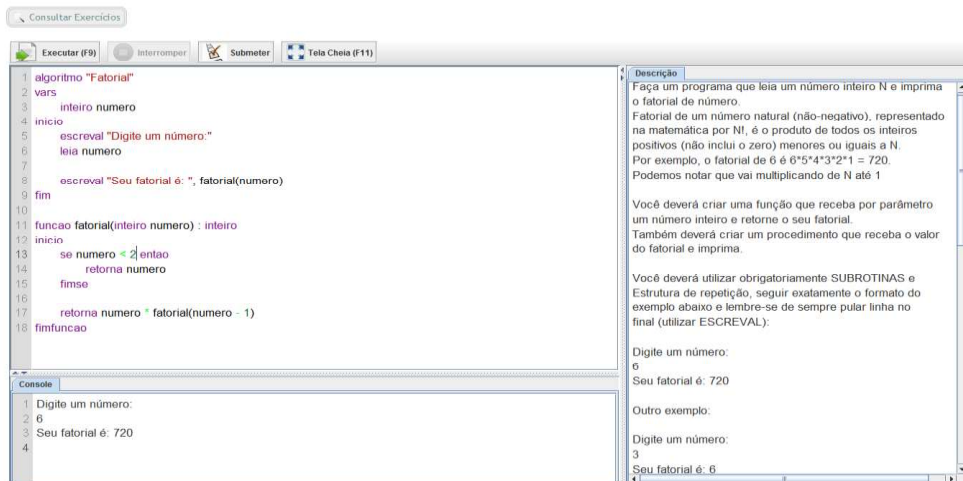 Consultar Exercícios
Executar (F9) Interromper Submeter Tela Cheia (F11)
1 algoritmo "Fatorial"
2 vars
3 inteiro numero
4 inicio
5 escreval "Digite um número:"
6 leia numero
7
8 escreval "Seu fatorial é: ", fatorial(numero)
9 fim
10
11 funcao fatorial(inteiro numero) : inteiro
12 inicio
13 se numero < 2 entao
14 retorna numero
15 fimse
16
17 retorna numero * fatorial(numero - 1)
18 fimfuncao
Console
1 Digite um número:
2 6
3 Seu fatorial é: 720
4
Descrição
Faça um programa que leia um número inteiro N e imprima
o fatorial de número.
Fatorial de um número natural (não-negativo), representado
na matemática por N!, é o produto de todos os inteiros
positivos (não inclui o zero) menores ou iguais a N.
Por exemplo, o fatorial de 6 é 6*5*4*3*2*1 = 720.
Podemos notar que vai multiplicando de N até 1
Você deverá criar uma função que receba por parâmetro
um número inteiro e retorne o seu fatorial.
Também deverá criar um procedimento que receba o valor
do fatorial e imprima.
Você deverá utilizar obrigatoriamente SUBROTINAS e
Estrutura de repetição, seguir exatamente o formato do
exemplo abaixo e lembre-se de sempre pular linha no
final (utilizar ESCREVAL):
Digite um número:
6
Seu fatorial é: 720
Outro exemplo:
Digite um número:
3
Seu fatorial é: 6